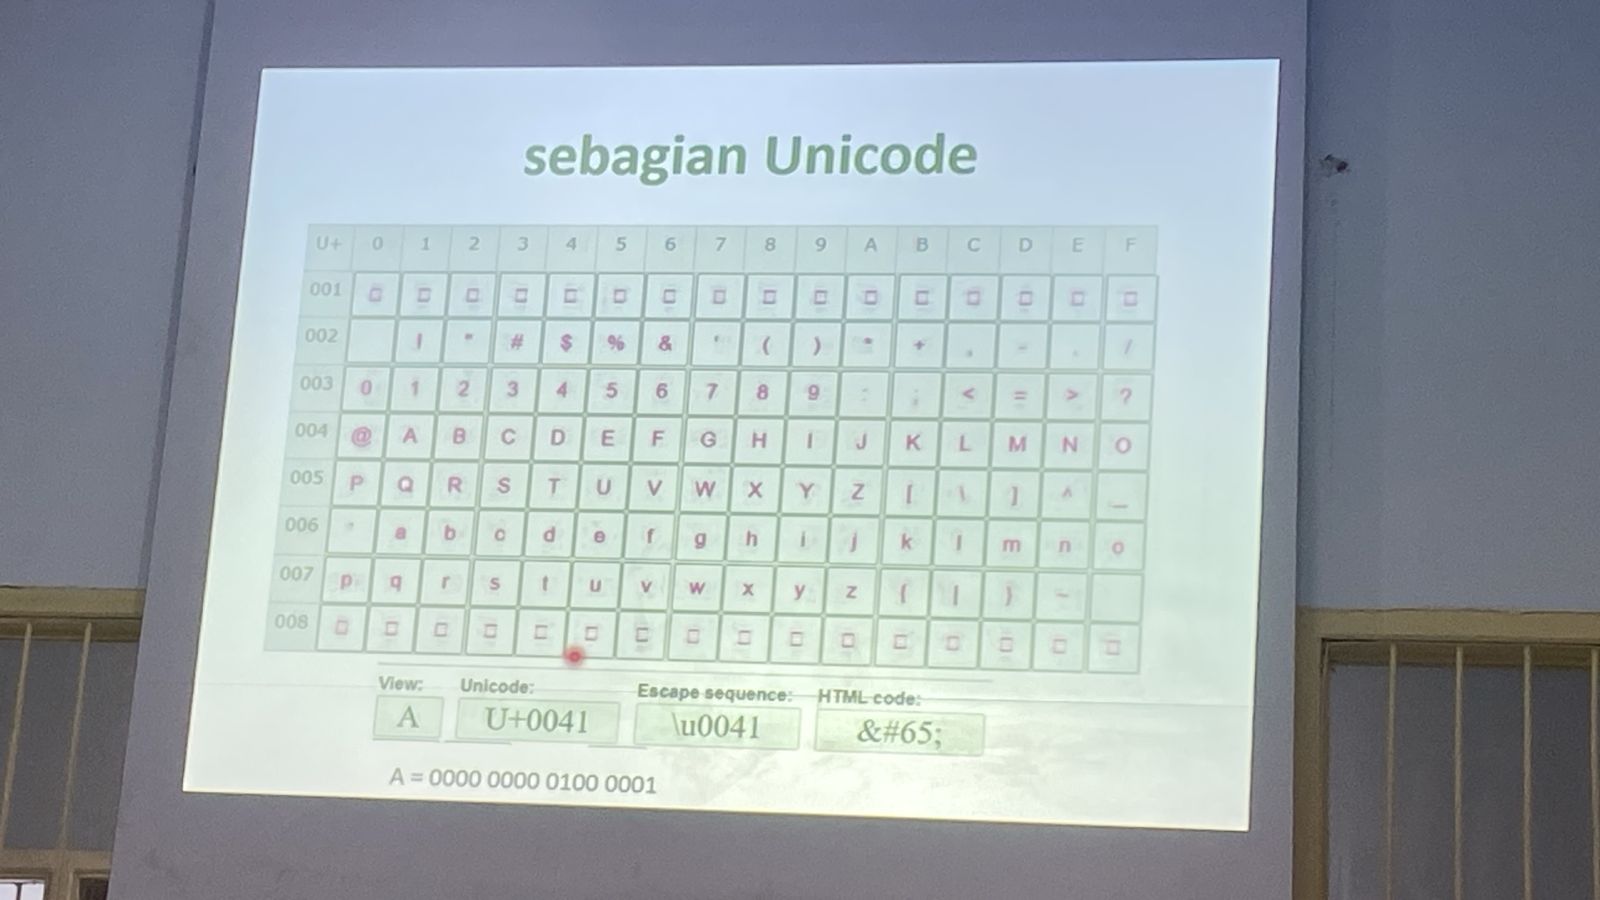 sebagian Unicode
U+ 0 1 2 3 4 5 6 7 8 9 A B C D E F
001 □ □ □ □ □ □ □ □ □ □ □ □ □ □ □ □
002 ! " # $ % & ' ( ) * + , - . /
003 0 1 2 3 4 5 6 7 8 9 : ; < = > ?
004 @ A B C D E F G H I J K L M N O
005 P Q R S T U V W X Y Z [ \ ] ^ _
006 ` a b c d e f g h i j k l m n o
007 p q r s t u v w x y z { | } ~
008 □ □ □ □ □ □ □ □ □ □ □ □ □ □ □ □
View: Unicode: Escape sequence: HTML code:
A U+0041 \u0041 &#65;
A = 0000 0000 0100 0001